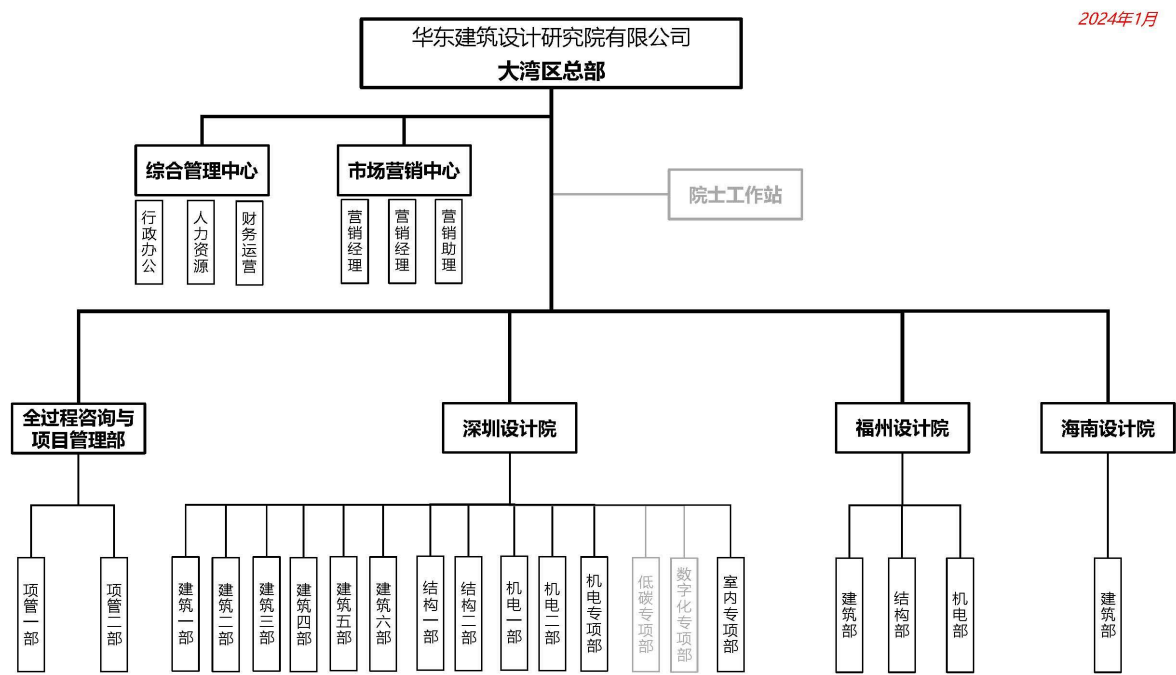 2024年1月
华东建筑设计研究院有限公司
大湾区总部
综合管理中心
市场营销中心
院士工作站
行政办公
人力资源
财务运营
营销经理
营销经理
营销助理
全过程咨询与
项目管理部
深圳设计院
福州设计院
海南设计院
项管一部
项管二部
建筑一部
建筑二部
建筑三部
建筑四部
建筑五部
建筑六部
结构一部
结构二部
机电一部
机电二部
机电专项部
低碳专项部
数字化专项部
室内专项部
建筑部
结构部
机电部
建筑部